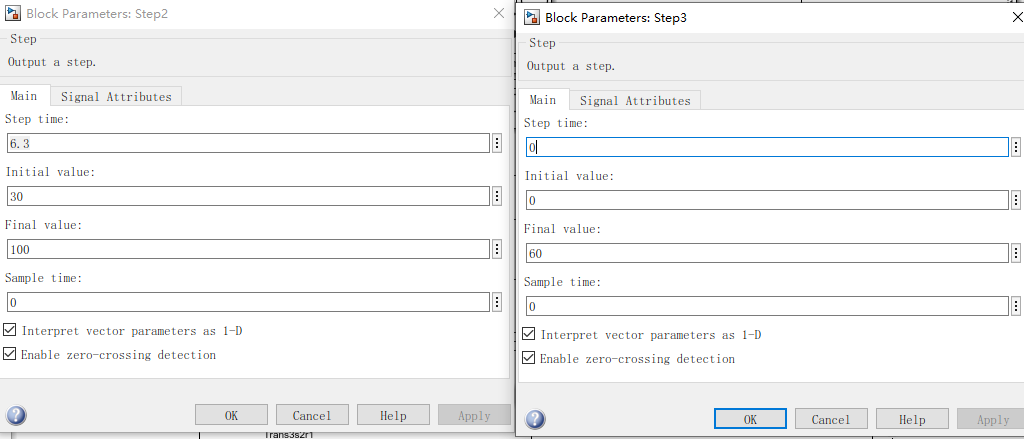 Block Parameters: Step2
Step
Output a step.
Main
Signal Attributes
Step time:
6.3
Initial value:
30
Final value:
100
Sample time:
0
Interpret vector parameters as 1-D
Enable zero-crossing detection
OK
Cancel
Help
Apply
Trans3s2r1
Block Parameters: Step3
Step
Output a step.
Main
Signal Attributes
Step time:
0
Initial value:
0
Final value:
60
Sample time:
0
Interpret vector parameters as 1-D
Enable zero-crossing detection
OK
Cancel
Help
Apply